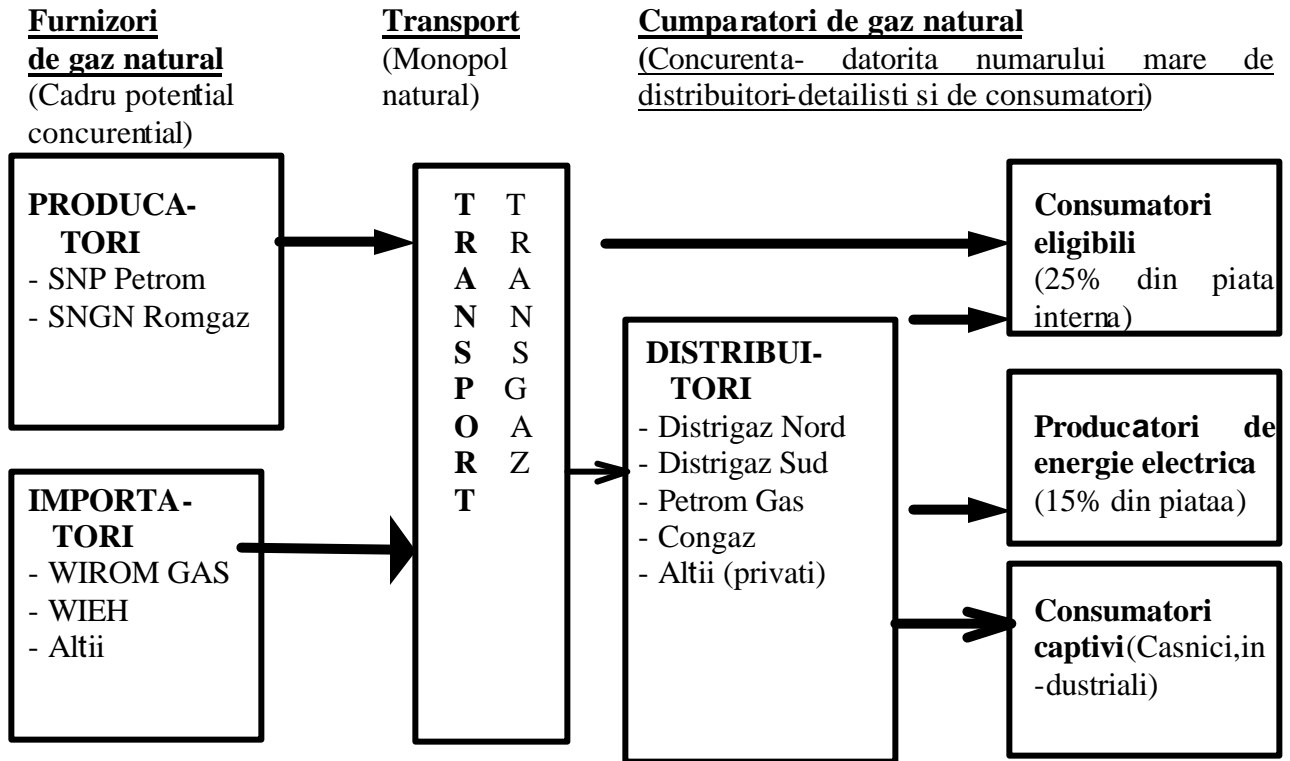 Furnizori
de gaz natural
(Cadru potential
concurential)
Transport
(Monopol
natural)
Cumparatori de gaz natural
(Concurenta- datorita numarului mare de
distribuitori-detailisti si de consumatori)
PRODUCA-
TORI
- SNP Petrom
- SNGN Romgaz
IMPORTA-
TORI
- WIROM GAS
- WIEH
- Altii
T T
R R
A A
N N
S S
P G
O A
R Z
T
DISTRIBUI-
TORI
- Distrigaz Nord
- Distrigaz Sud
- Petrom Gas
- Congaz
- Altii (privati)
Consumatori
eligibili
(25% din piata
interna)
Producatori de
energie electrica
(15% din piataa)
Consumatori
captivi(Casnici,in
-dustriali)